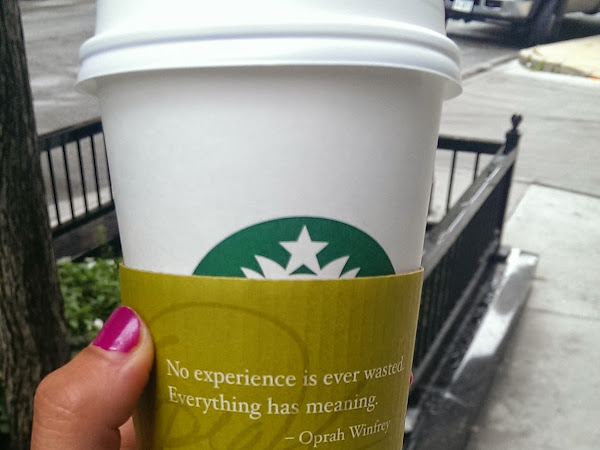 No experience is ever wasted.
Everything has meaning.
– Oprah Winfrey